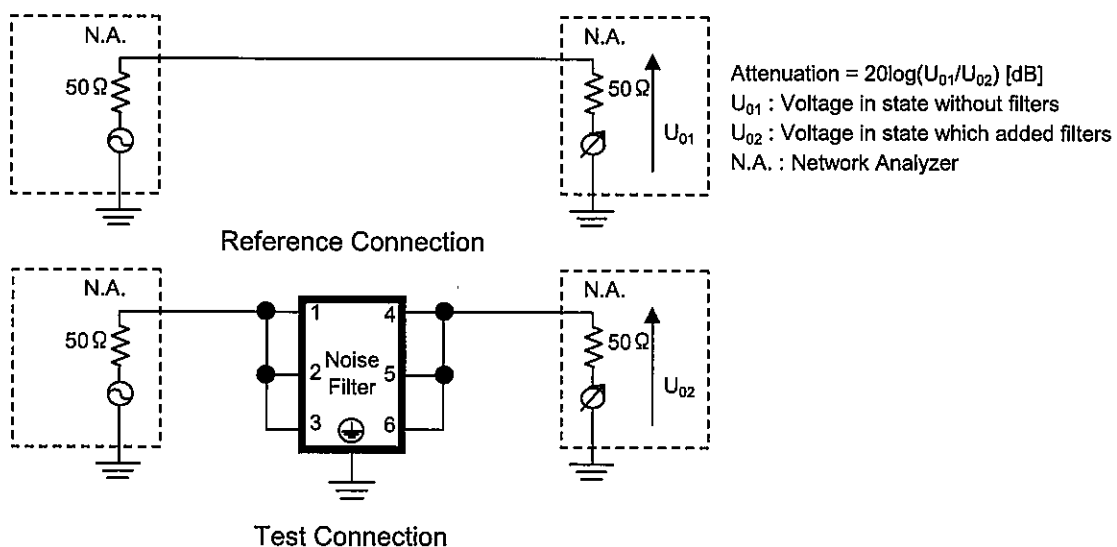 N.A.
50Ω
N.A.
50Ω
U01
Attenuation = 20log(U01/U02) [dB]
U01 : Voltage in state without filters
U02 : Voltage in state which added filters
N.A. : Network Analyzer
Reference Connection
N.A.
50Ω
1
2
3
Noise
Filter
4
5
6
N.A.
50Ω
U02
Test Connection